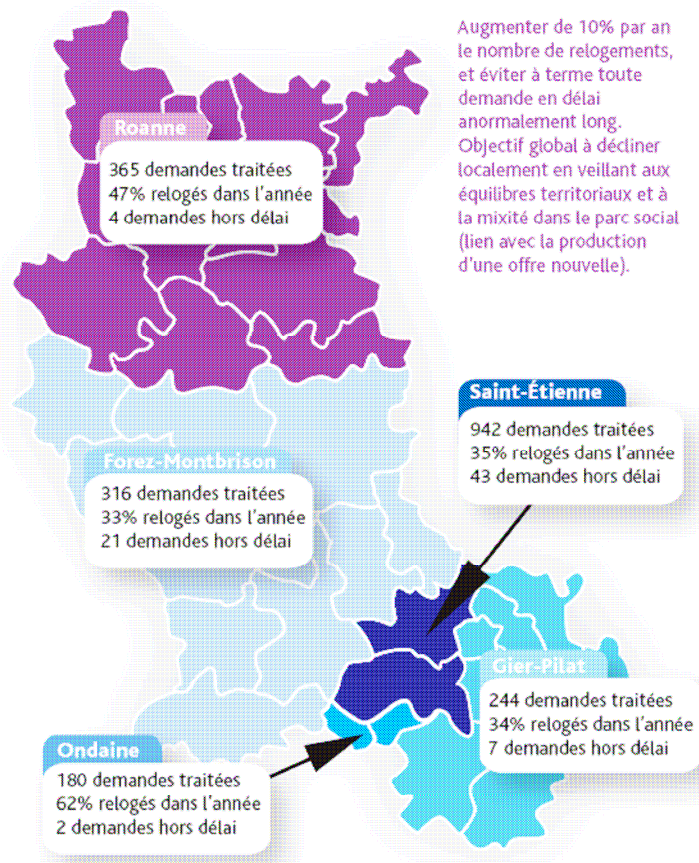 Augmenter de 10% par an
le nombre de relogements,
et éviter à terme toute
demande en délai
anormalement long.
Objectif global à décliner
localement en veillant aux
équilibres territoriaux et à
la mixité dans le parc social
(lien avec la production
d'une offre nouvelle).
Roanne
365 demandes traitées
47% relogés dans l'année
4 demandes hors délai
Saint-Étienne
942 demandes traitées
35% relogés dans l'année
43 demandes hors délai
Forez-Montbrison
316 demandes traitées
33% relogés dans l'année
21 demandes hors délai
Gier-Pilat
244 demandes traitées
34% relogés dans l'année
7 demandes hors délai
Ondaine
180 demandes traitées
62% relogés dans l'année
2 demandes hors délai